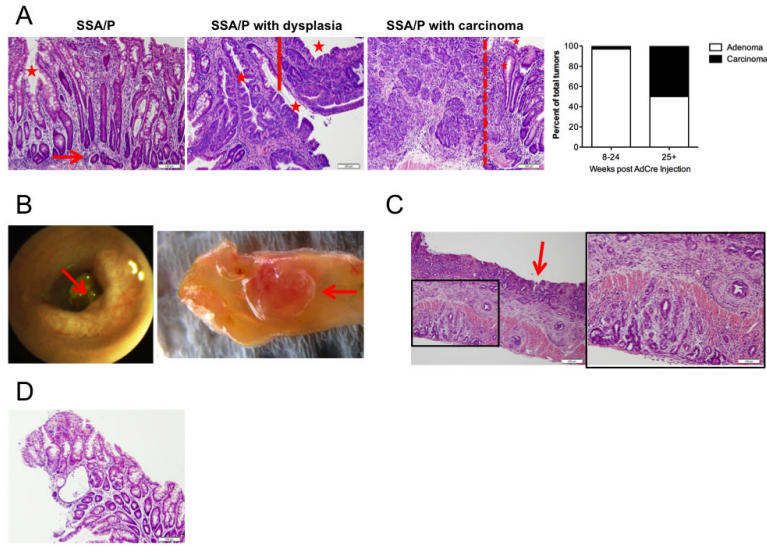 A
SSA/P
SSA/P with dysplasia
SSA/P with carcinoma
Percent of total tumors
100
80
60
40
20
0
8-24
25+
Weeks post AdCre Injection
Adenoma
Carcinoma
B
C
D